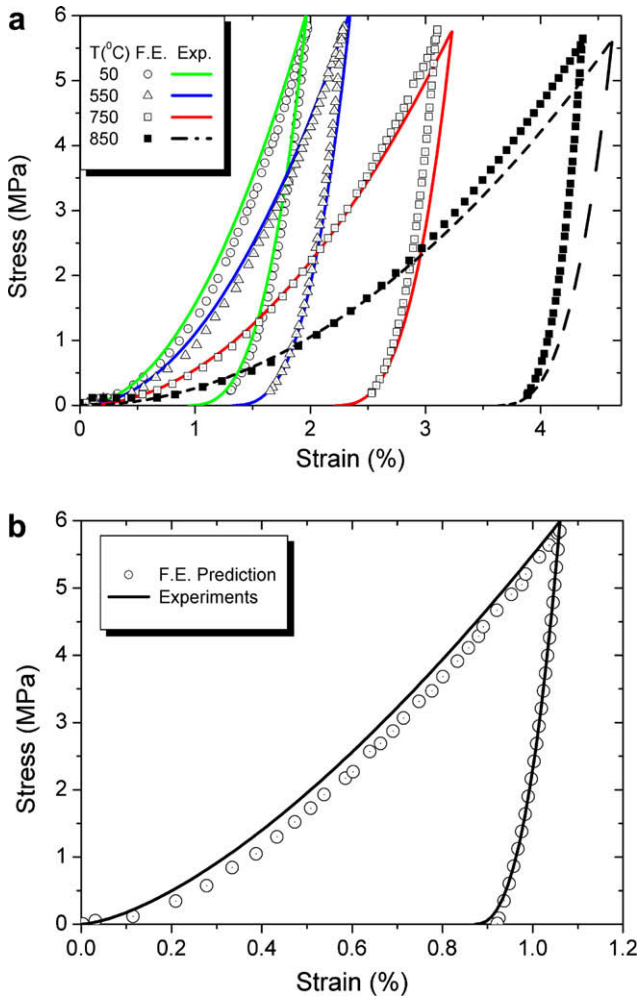 a
T(⁰C) F.E. Exp.
50
550
750
850
6
5
4
3
2
1
0
Stress (MPa)
0 1 2 3 4
Strain (%)
b
F.E. Prediction
Experiments
6
5
4
3
2
1
0
Stress (MPa)
0.0 0.2 0.4 0.6 0.8 1.0 1.2
Strain (%)